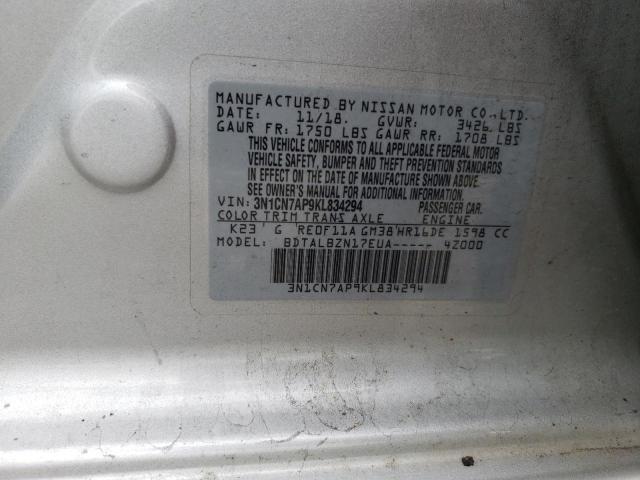 MANUFACTURED BY NISSAN MOTOR CO.,LTD.
DATE: 11/18. GVWR: 3426 LBS
GAWR FR: 1750 LBS GAWR RR: 1708 LBS
THIS VEHICLE CONFORMS TO ALL APPLICABLE FEDERAL MOTOR
VEHICLE SAFETY, BUMPER AND THEFT PREVENTION STANDARDS
IN EFFECT ON THE DATE OF MANUFACTURE SHOWN ABOVE.
SEE OWNER'S MANUAL FOR ADDITIONAL INFORMATION.
VIN: 3N1CN7AP9KL834294 PASSENGER CAR.
COLOR TRIM TRANS AXLE ENGINE
K23 G RE0F11A GM38 HR16DE 1598 CC
MODEL: BDTALBZN17EUA----- 4Z000
3N1CN7AP9KL834294